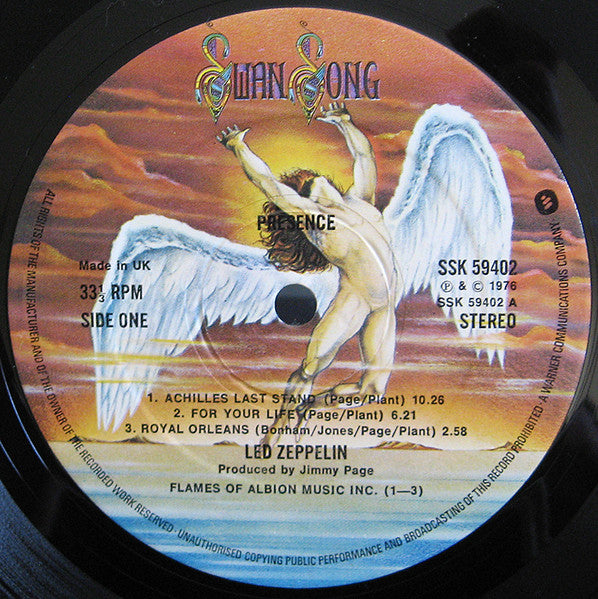 SWAN SONG
PRESENCE
Made in UK
33⅓ RPM
SIDE ONE
SSK 59402
Ⓟ & © 1976
SSK 59402 A
STEREO
1. ACHILLES LAST STAND (Page/Plant) 10.26
2. FOR YOUR LIFE (Page/Plant) 6.21
3. ROYAL ORLEANS (Bonham/Jones/Page/Plant) 2.58
LED ZEPPELIN
Produced by Jimmy Page
FLAMES OF ALBION MUSIC INC. (1—3)
ALL RIGHTS OF THE MANUFACTURER AND OF THE OWNER OF THE RECORDED WORK RESERVED · UNAUTHORISED COPYING PUBLIC PERFORMANCE AND BROADCASTING OF THIS RECORD PROHIBITED · A WARNER COMMUNICATIONS COMPANY